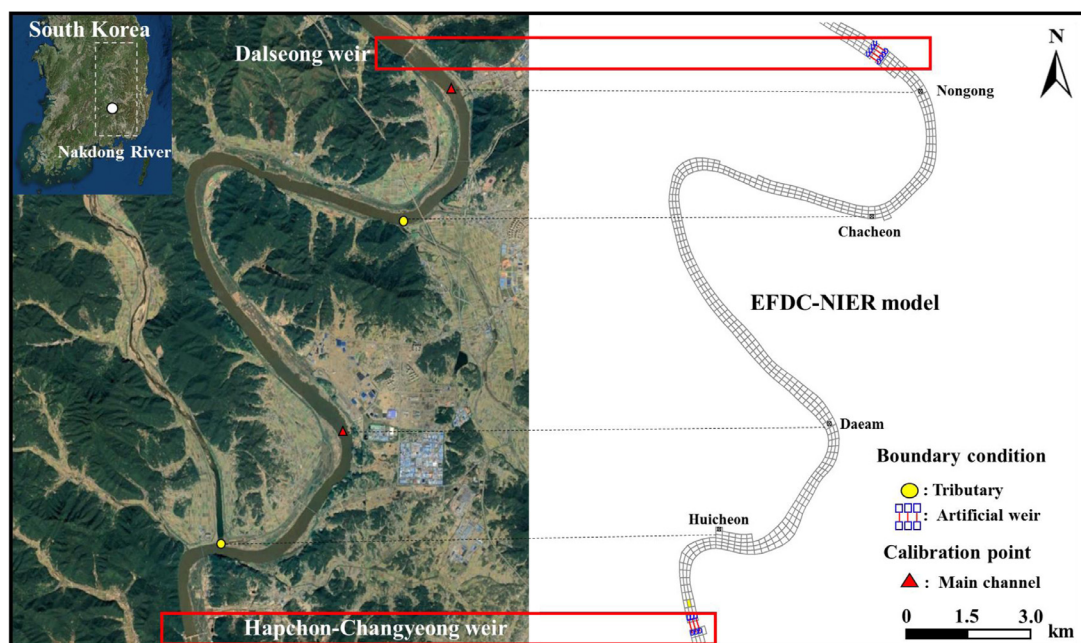 South Korea
Nakdong River
Dalseong weir
N
Nongong
Chacheon
EFDC-NIER model
Daeam
Huicheon
Boundary condition
: Tributary
: Artificial weir
Calibration point
: Main channel
0 1.5 3.0
km
Hapchon-Changyeong weir